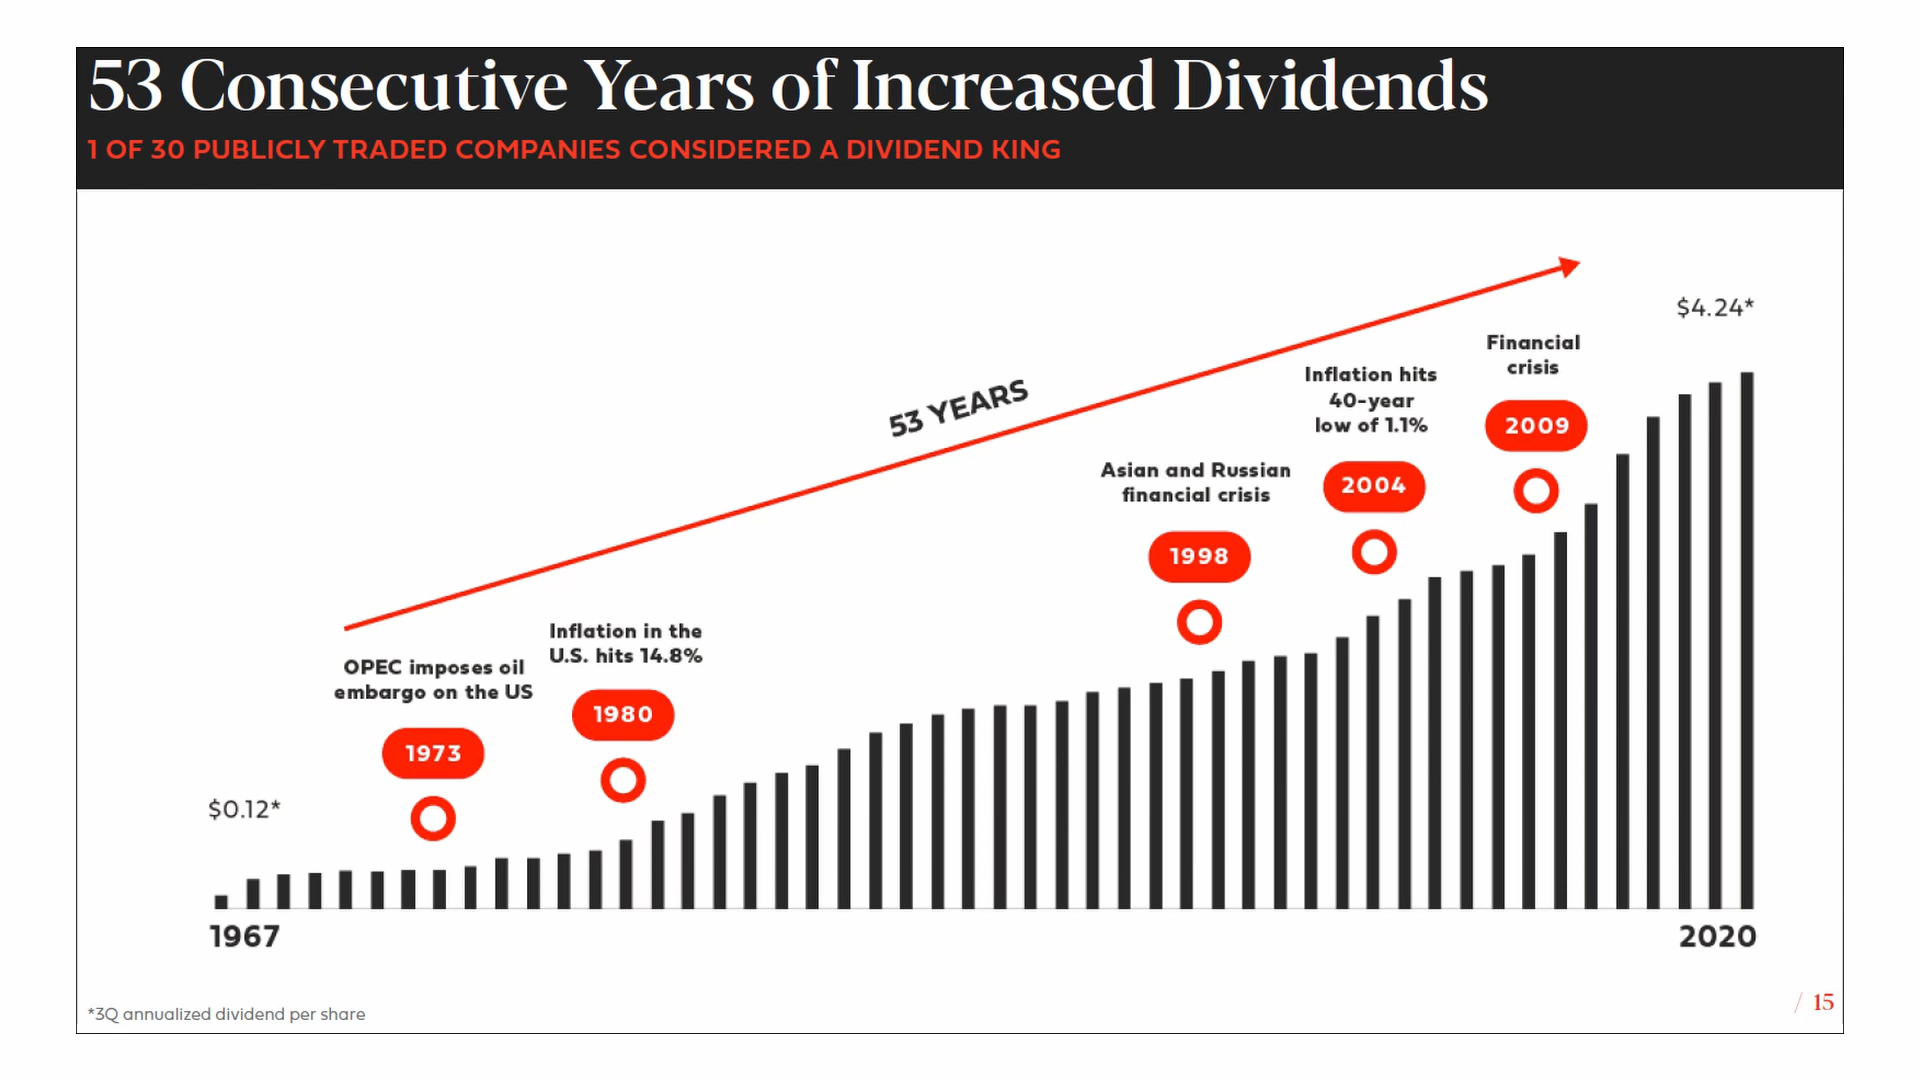 53 Consecutive Years of Increased Dividends
1 OF 30 PUBLICLY TRADED COMPANIES CONSIDERED A DIVIDEND KING
53 YEARS
$0.12*
OPEC imposes oil
embargo on the US
1973
Inflation in the
U.S. hits 14.8%
1980
Asian and Russian
financial crisis
1998
Inflation hits
40-year
low of 1.1%
2004
Financial
crisis
2009
$4.24*
1967
2020
*3Q annualized dividend per share
/ 15